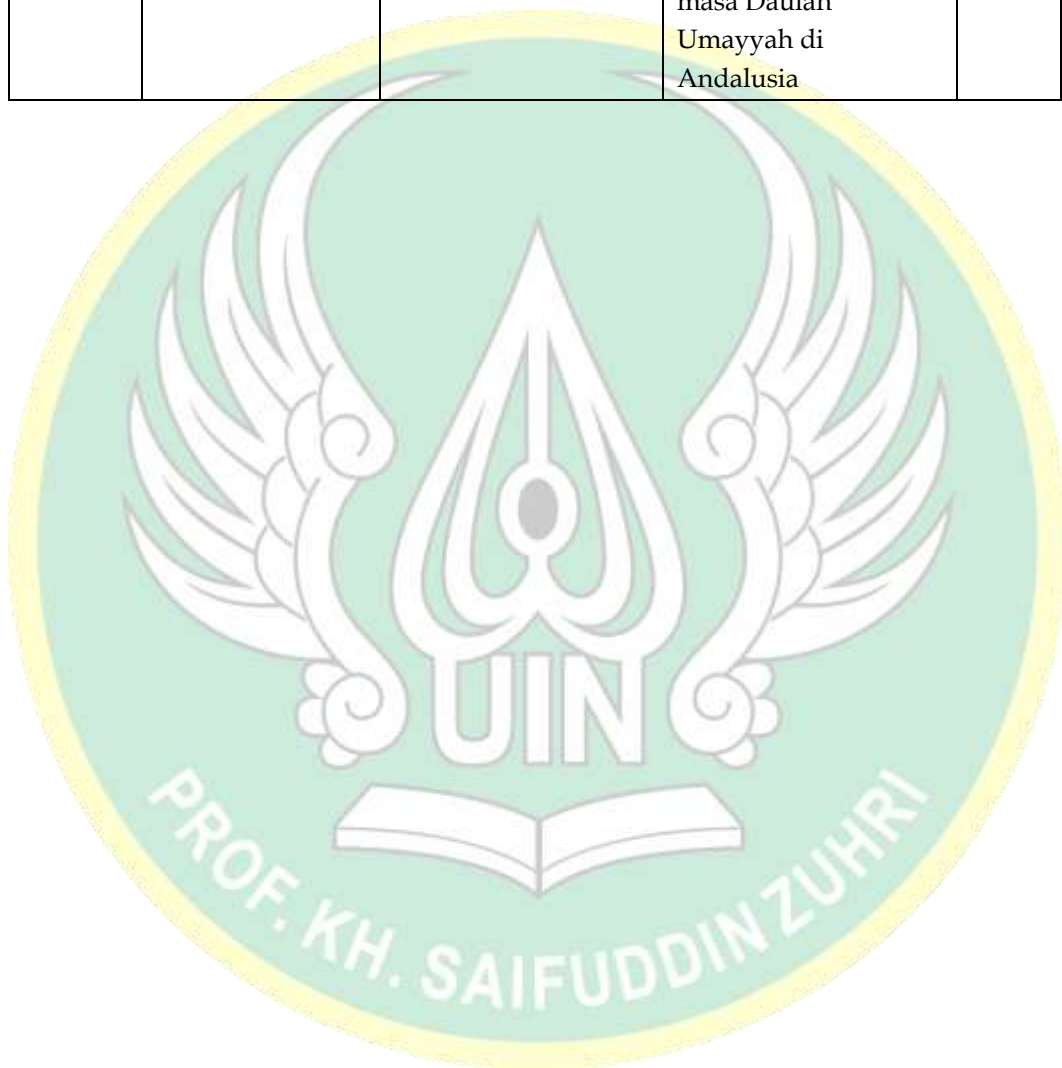 masa Daulah
Umayyah di
Andalusia
UIN
PROF. KH. SAIFUDDIN ZUHRI